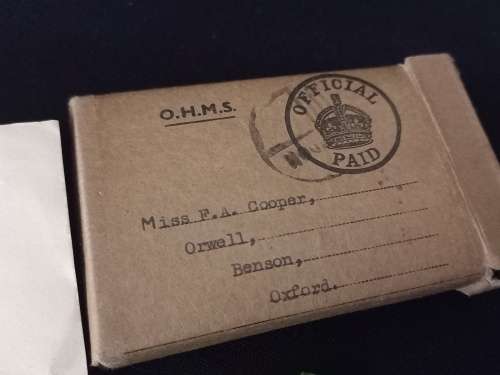 O.H.M.S.
OFFICIAL
PAID
Miss F.A. Cooper,
Orwell,
Benson,
Oxford.